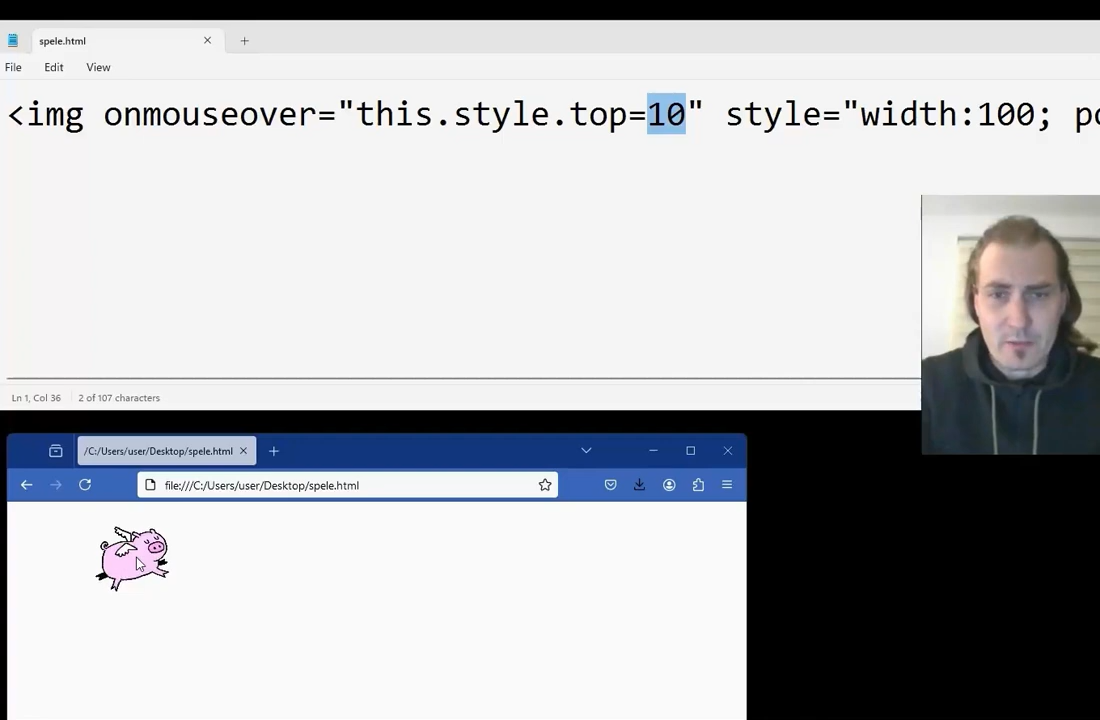 spele.html
File Edit View
<img onmouseover="this.style.top=10" style="width:100; po
Ln 1, Col 36 2 of 107 characters
/C:/Users/user/Desktop/spele.html
file:///C:/Users/user/Desktop/spele.html